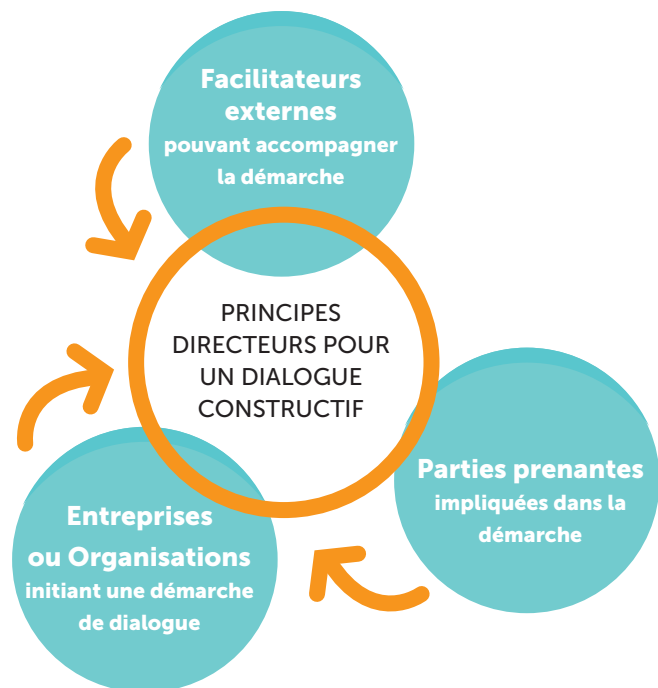 Facilitateurs
externes
pouvant accompagner
la démarche
PRINCIPES
DIRECTEURS POUR
UN DIALOGUE
CONSTRUCTIF
Parties prenantes
impliquées dans la
démarche
Entreprises
ou Organisations
initiant une démarche
de dialogue